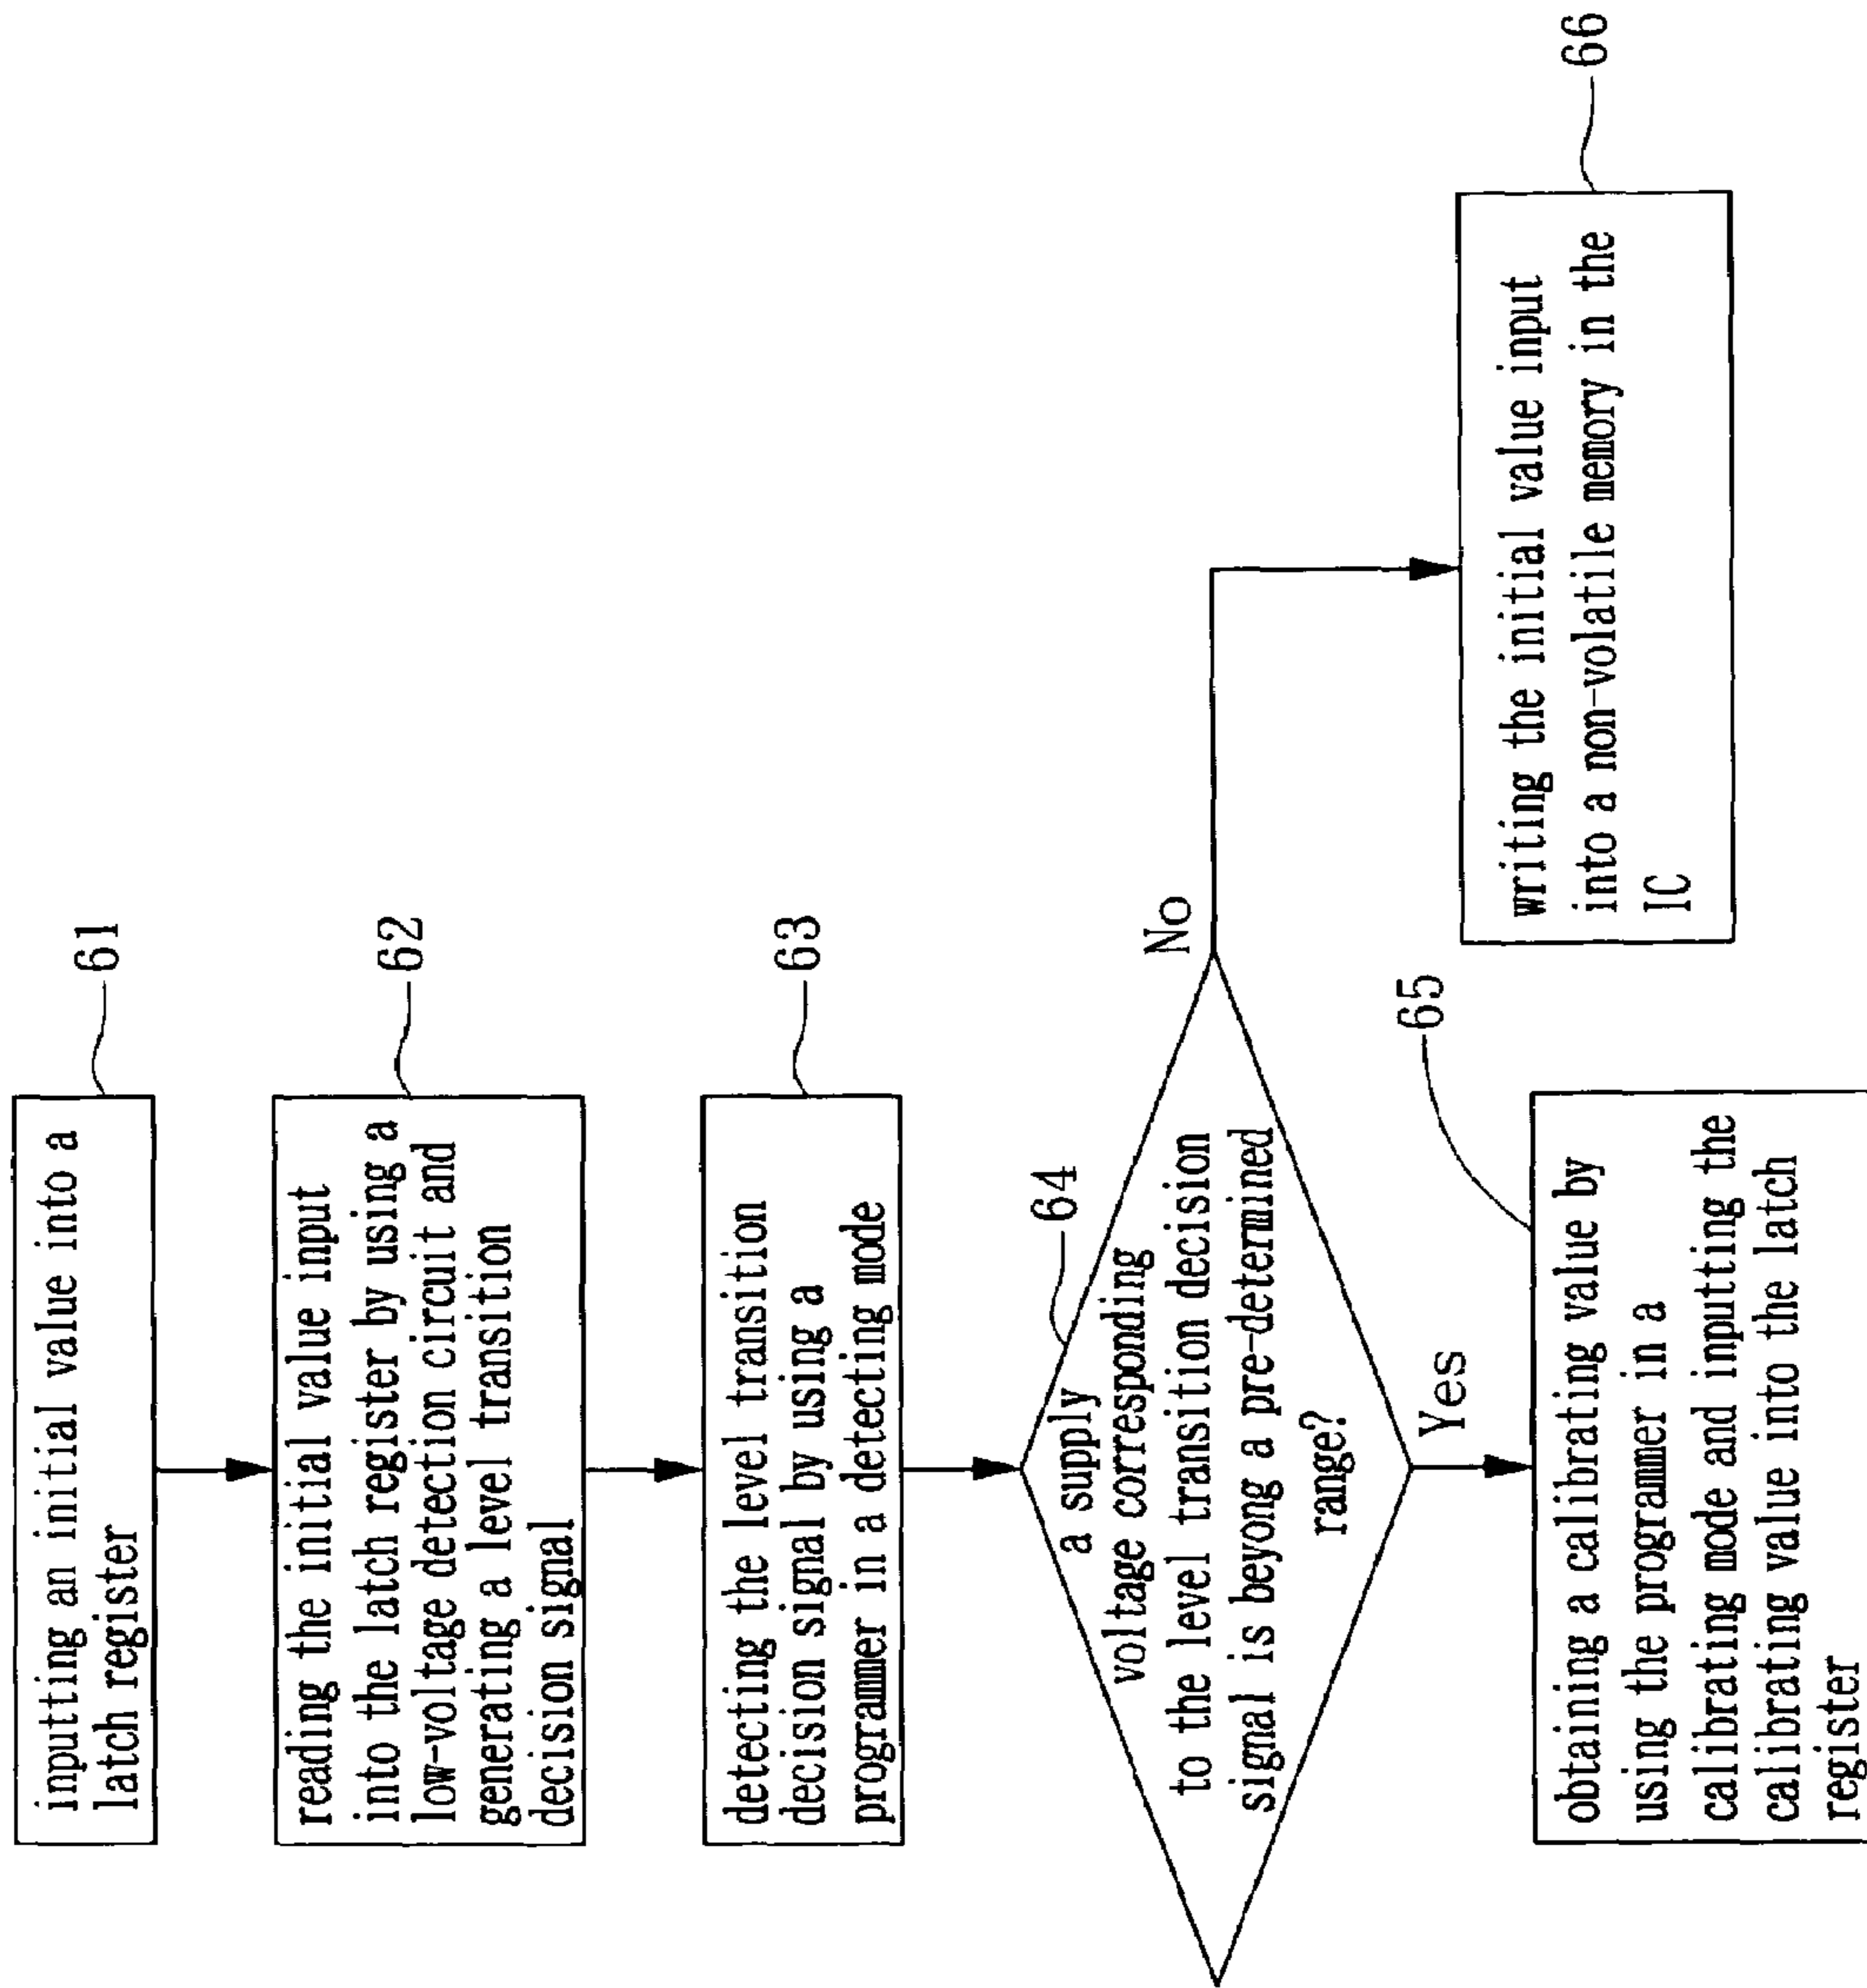 inputting an initial value into a
latch register
61
reading the initial value input
into the latch register by using a
low-voltage detection circuit and
generating a level transition
decision signal
62
detecting the level transition
decision signal by using a
programmer in a detecting mode
63
a supply
voltage corresponding
to the level transition decision
signal is beyong a pre-determined
range?
64
No
Yes
obtaining a calibrating value by
using the programer in a
calibrating mode and inputting the
calibrating value into the latch
register
65
writing the initial value input
into a non-volatile memory in the
IC
66